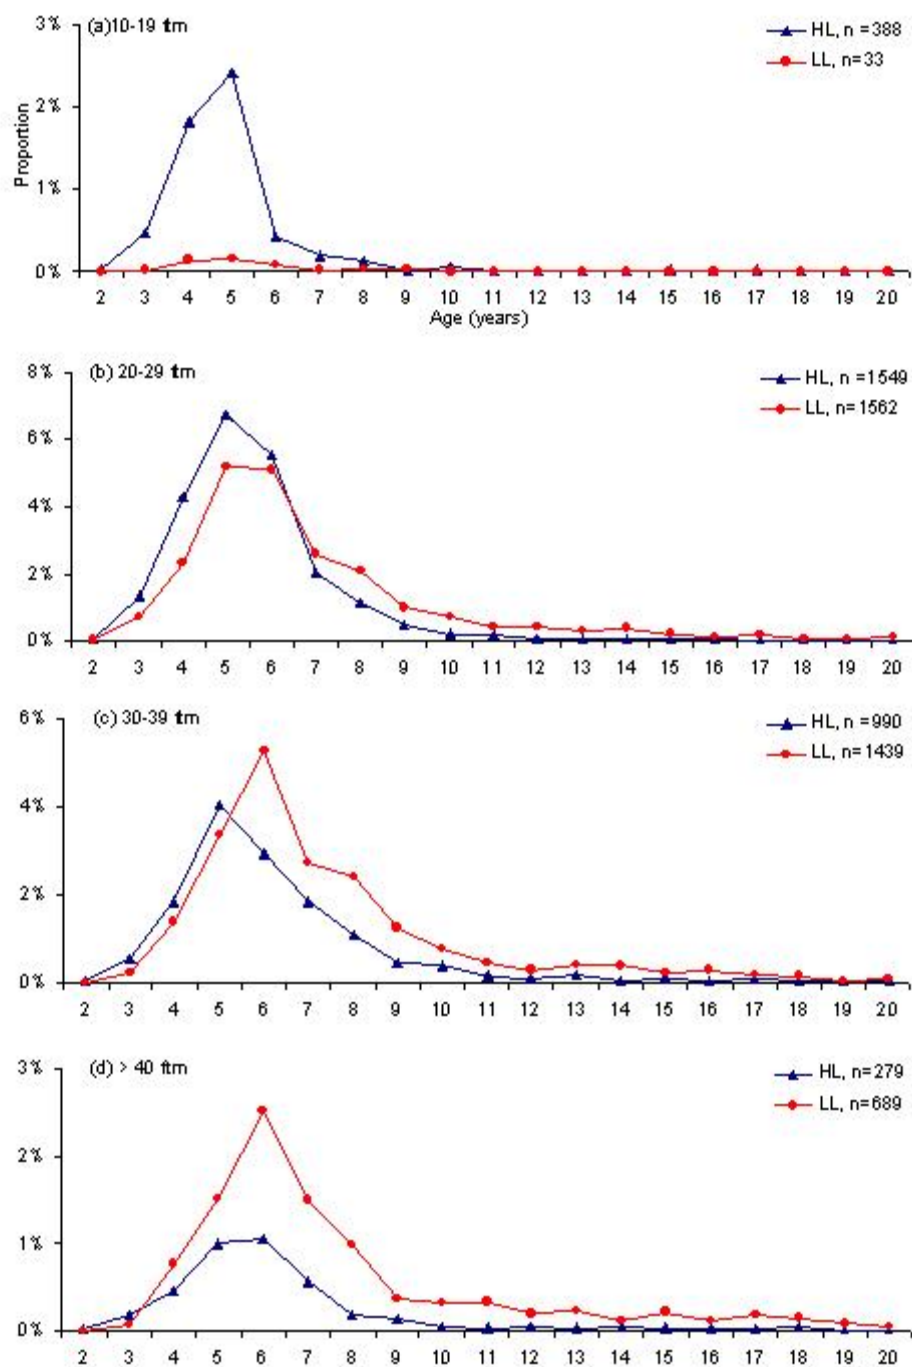 3%
(a)10-19 ftm
HL, n =388
LL, n=33
2%
Proportion
1%
0%
2 3 4 5 6 7 8 9 10 11 12 13 14 15 16 17 18 19 20
Age (years)
8%
(b) 20-29 ftm
HL, n =1549
LL, n=1562
6%
4%
2%
0%
2 3 4 5 6 7 8 9 10 11 12 13 14 15 16 17 18 19 20
6%
(c) 30-39 ftm
HL, n =990
LL, n=1439
4%
2%
0%
2 3 4 5 6 7 8 9 10 11 12 13 14 15 16 17 18 19 20
3%
(d) > 40 ftm
HL, n=279
LL, n=689
2%
1%
0%
2 3 4 5 6 7 8 9 10 11 12 13 14 15 16 17 18 19 20